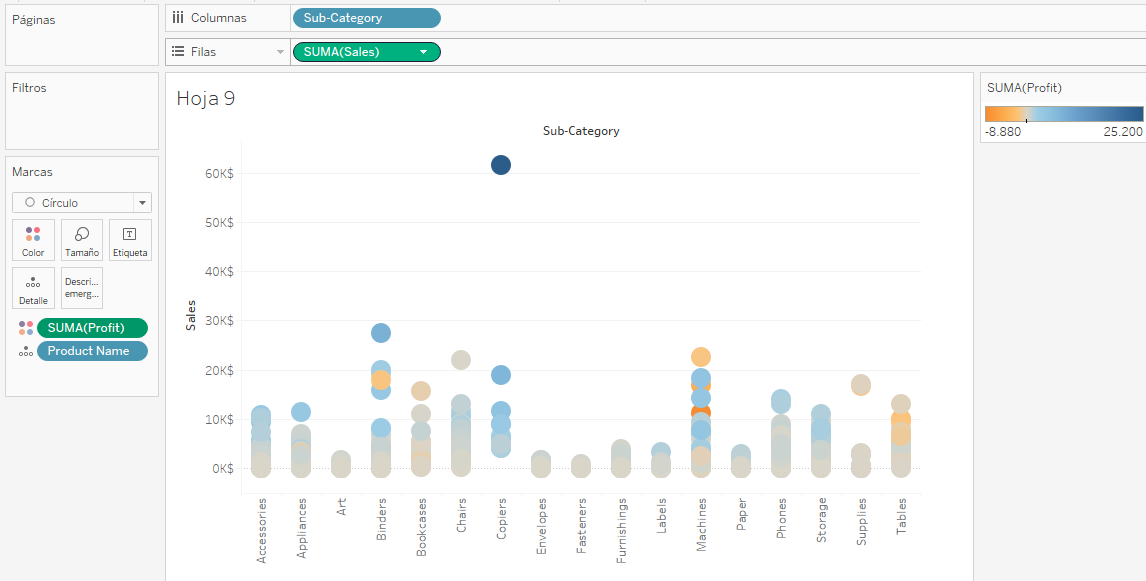 Páginas
Columnas
Sub-Category
Filas
SUMA(Sales)
Filtros
Marcas
Círculo
Color
Tamaño
Etiqueta
Detalle
Descri...
emerg...
SUMA(Profit)
Product Name
Hoja 9
Sub-Category
Sales
60K$
50K$
40K$
30K$
20K$
10K$
0K$
Accessories
Appliances
Art
Binders
Bookcases
Chairs
Copiers
Envelopes
Fasteners
Furnishings
Labels
Machines
Paper
Phones
Storage
Supplies
Tables
SUMA(Profit)
-8.880 25.200